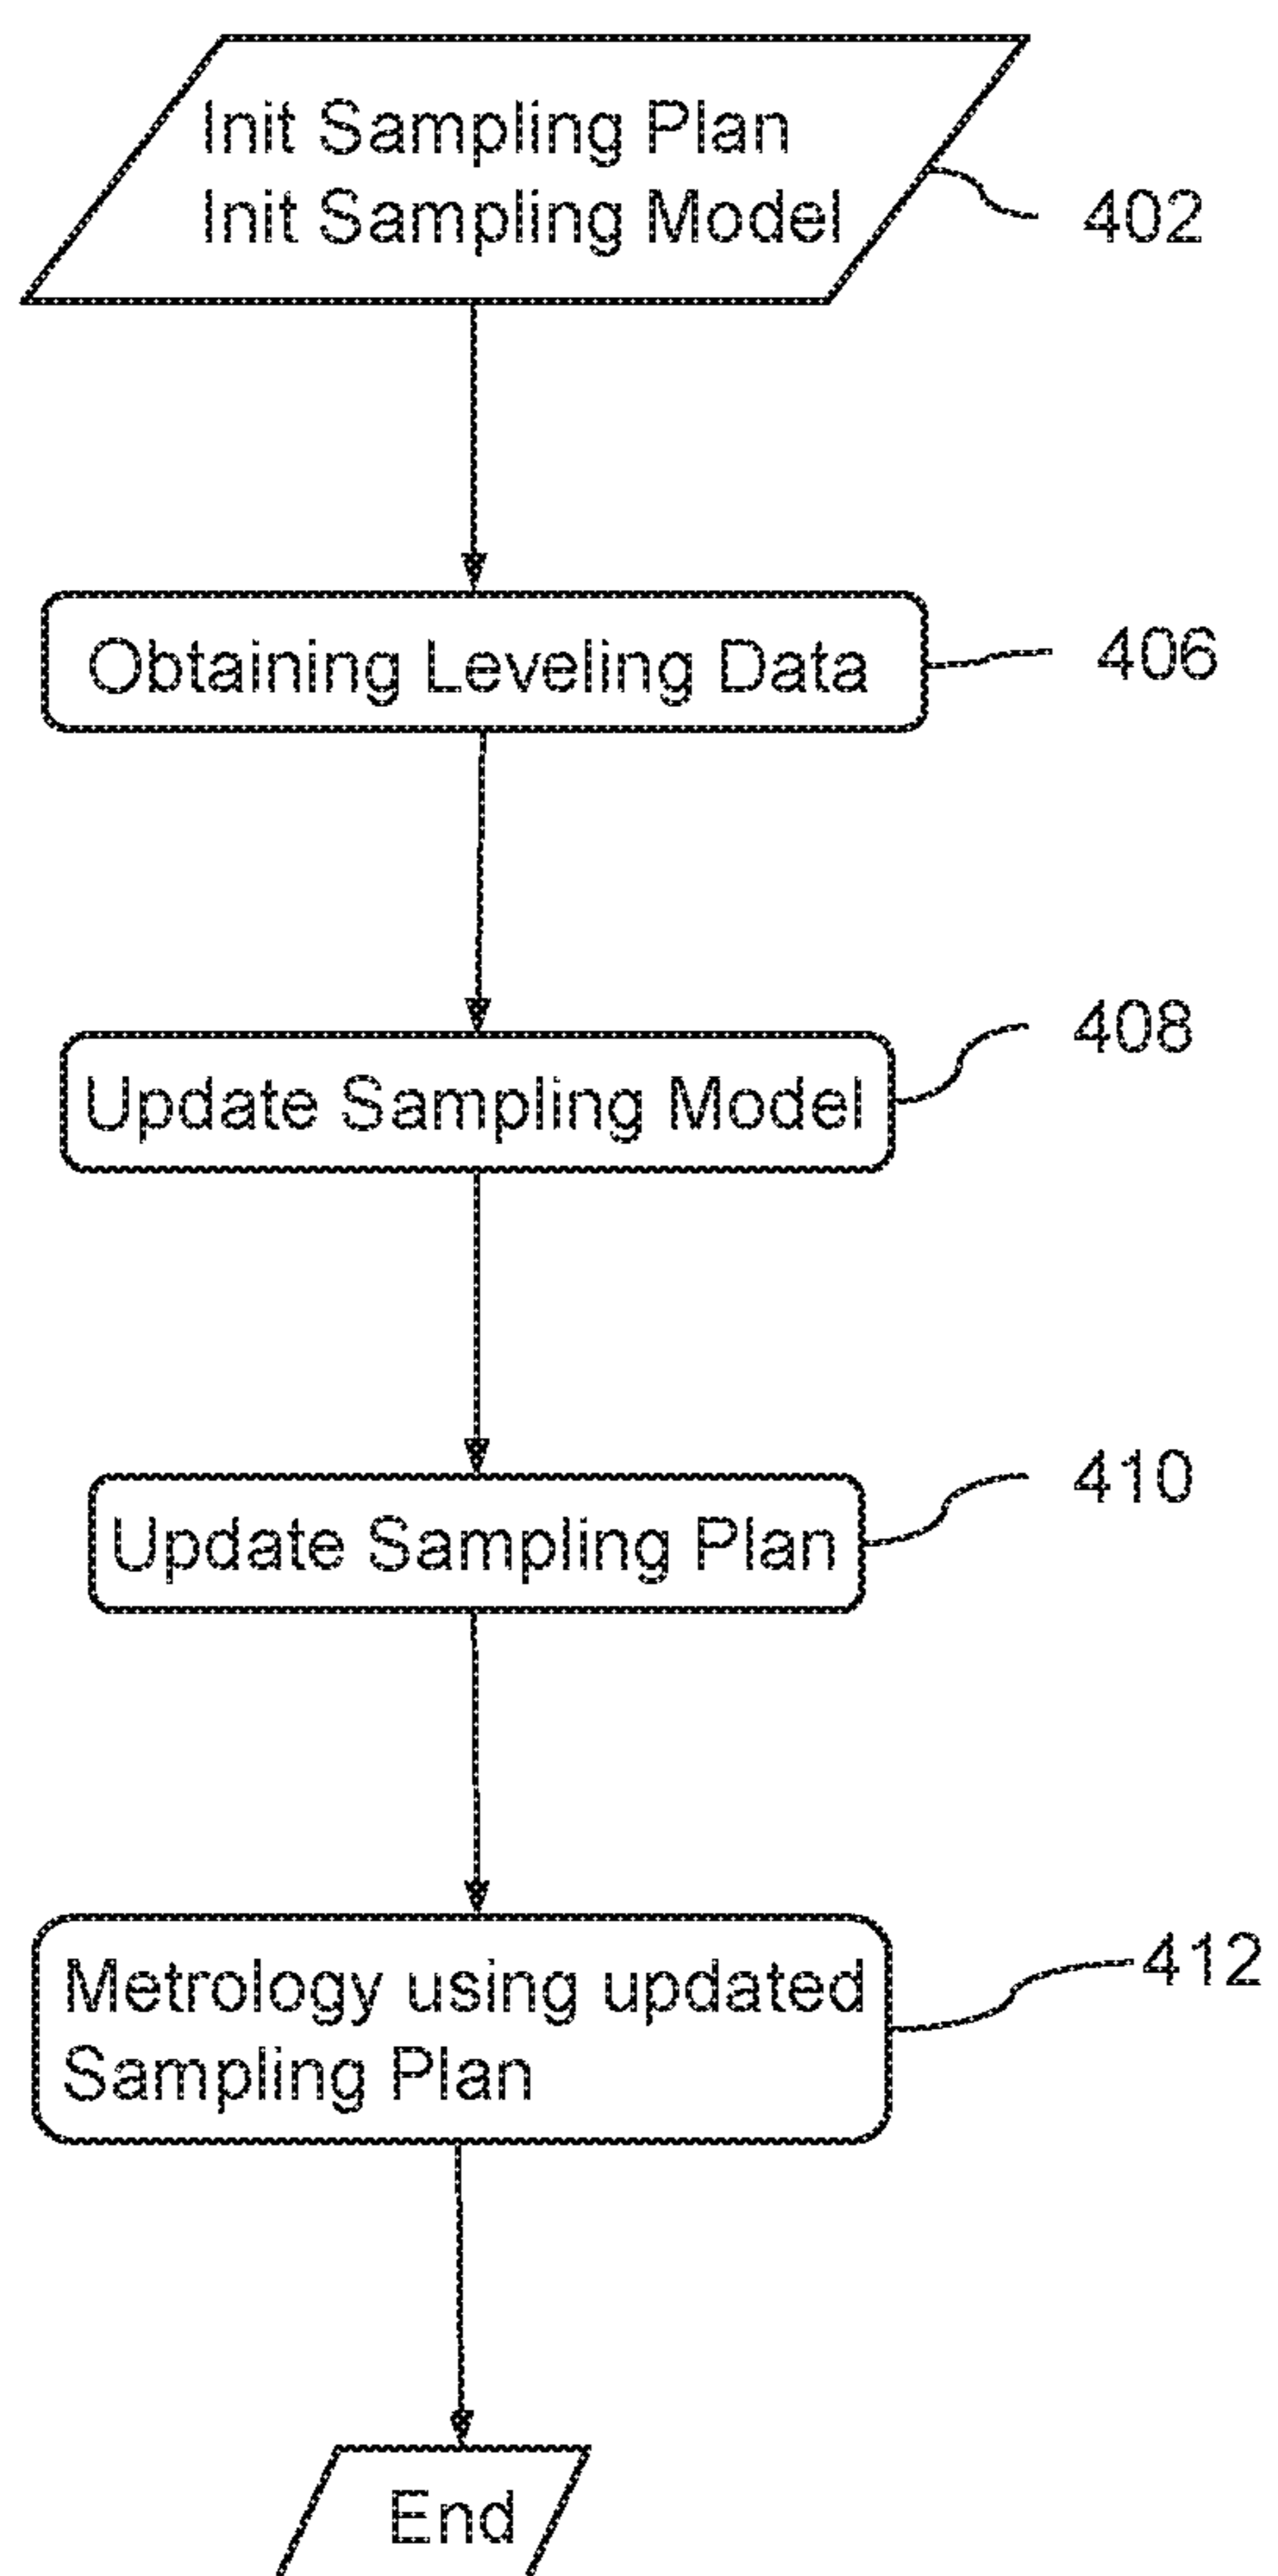 Init Sampling Plan
Init Sampling Model
402
Obtaining Leveling Data
406
Update Sampling Model
408
Update Sampling Plan
410
Metrology using updated
Sampling Plan
412
End